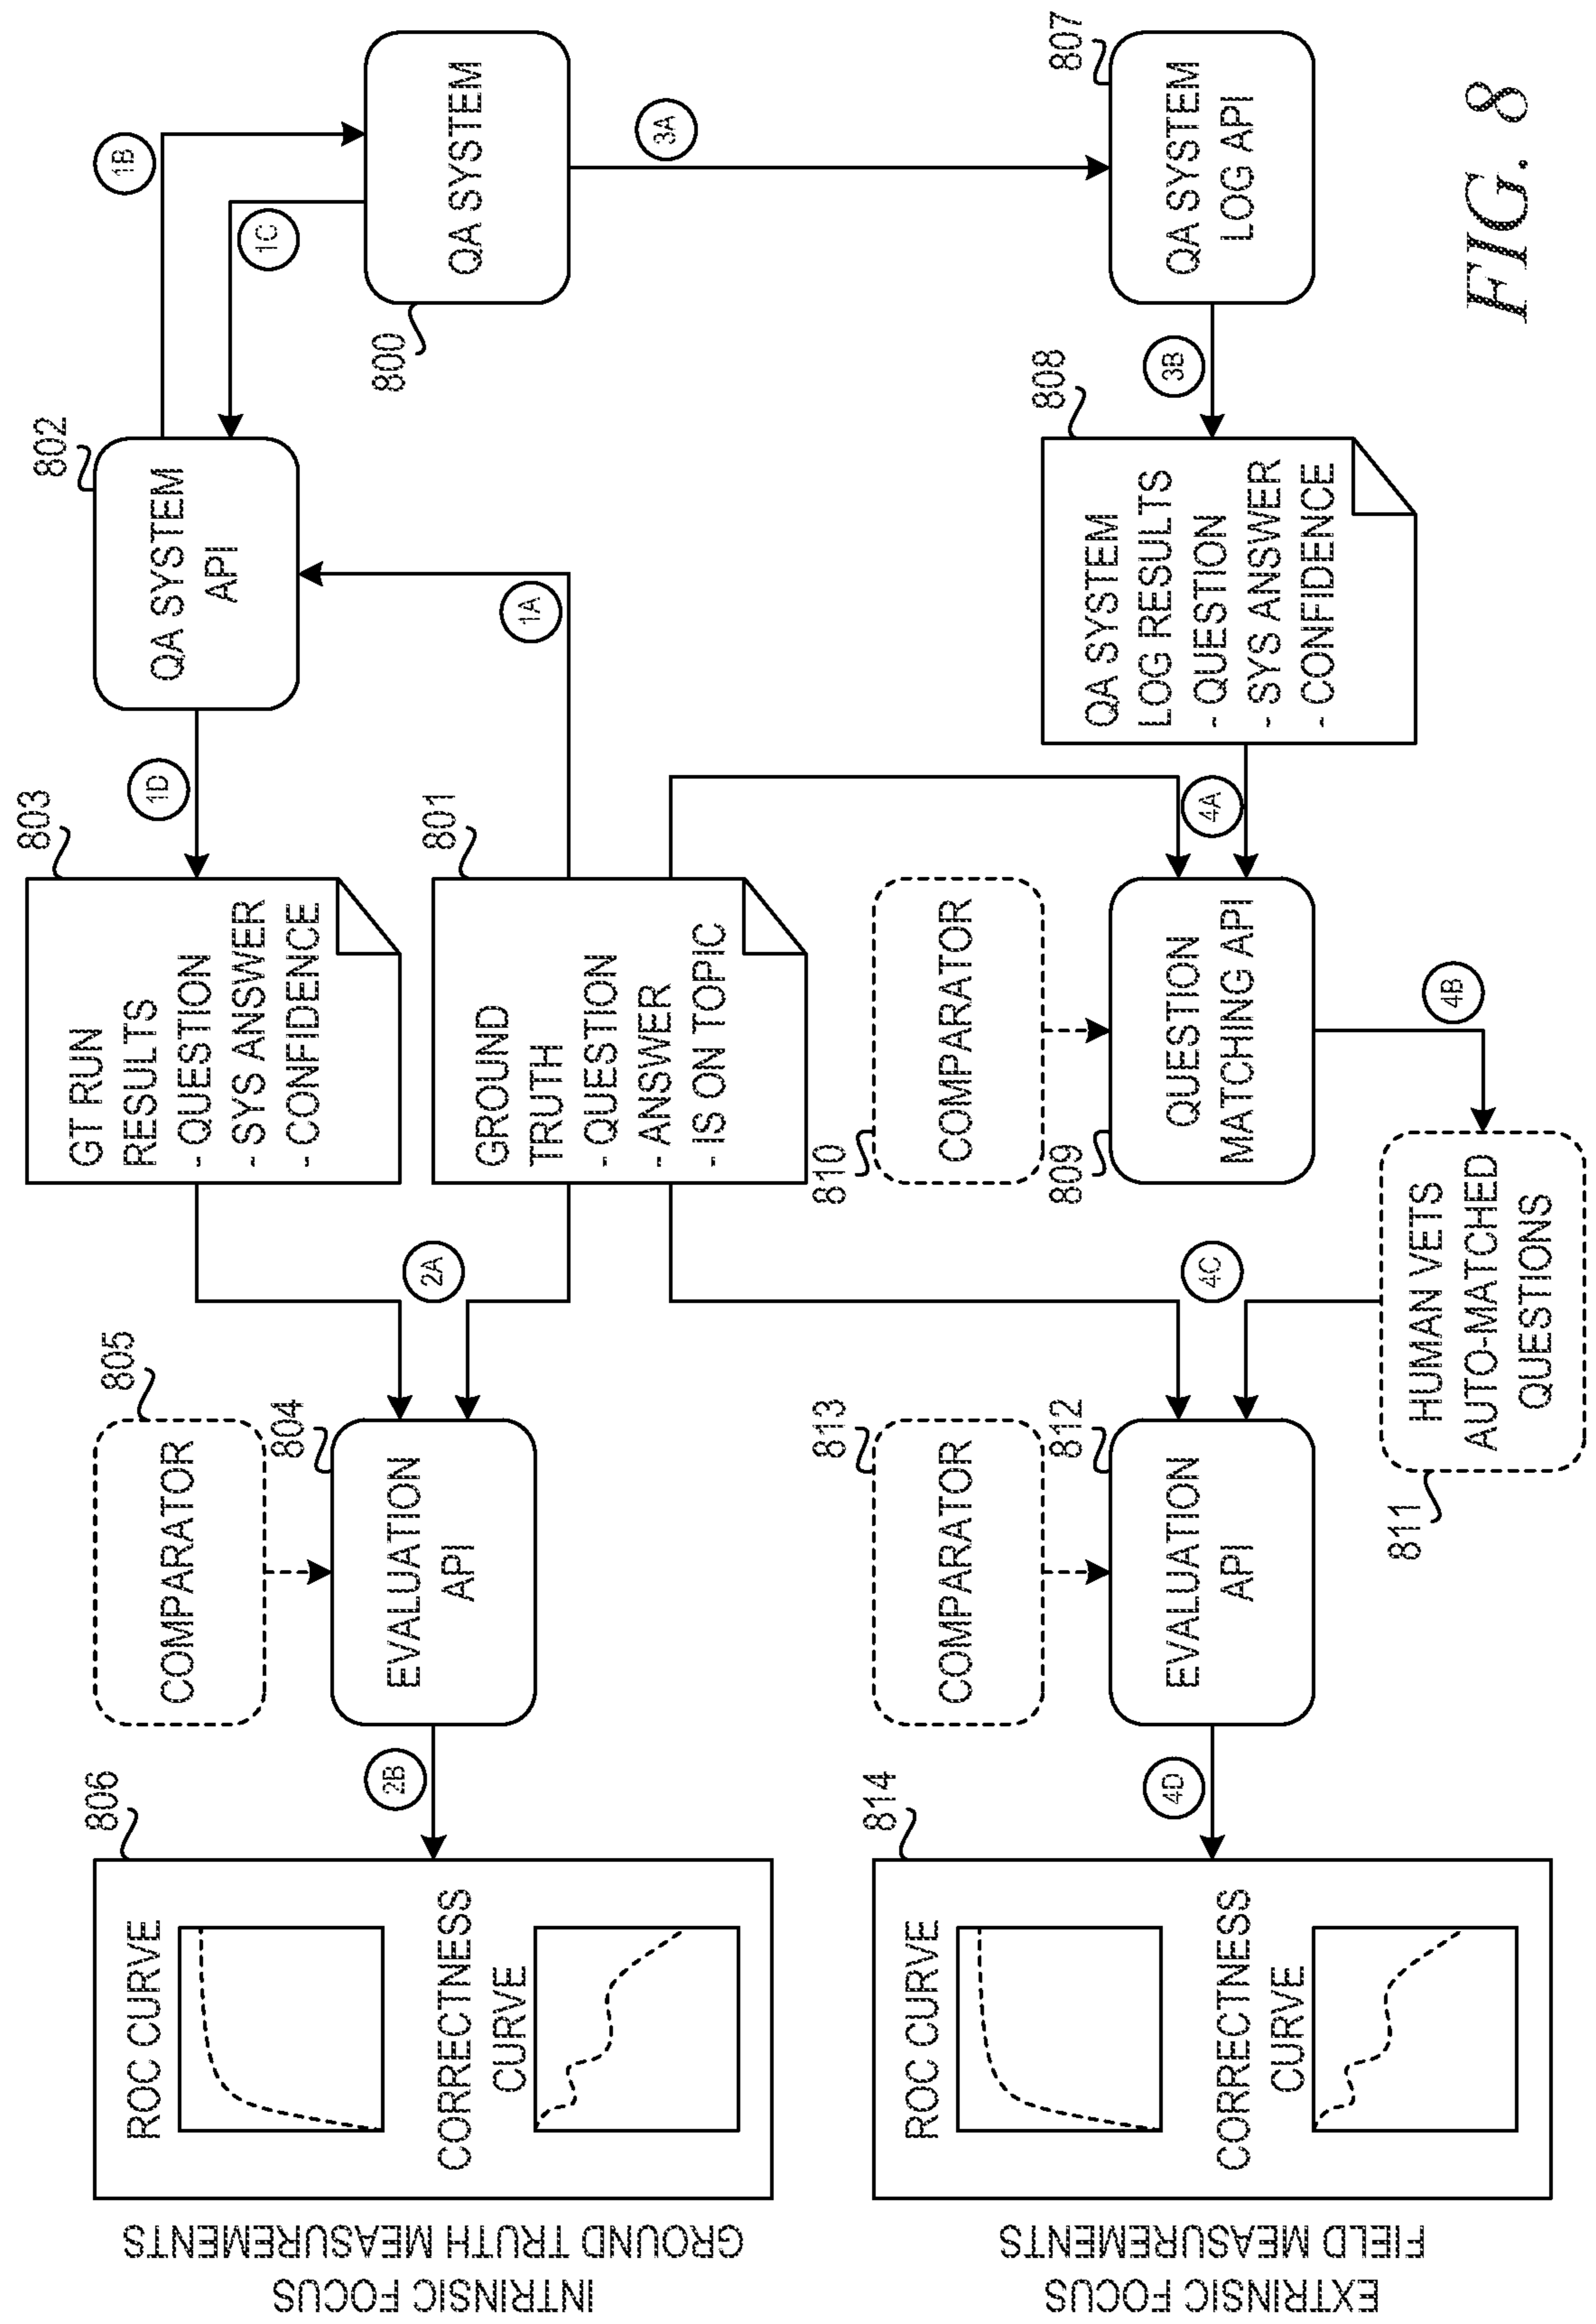 INTRINSIC FOCUS
GROUND TRUTH MEASUREMENTS
806
ROC CURVE
CORRECTNESS
CURVE
2B
805
COMPARATOR
804
EVALUATION
API
2A
803
GT RUN
RESULTS
- QUESTION
- SYS ANSWER
- CONFIDENCE
801
GROUND
TRUTH
- QUESTION
- ANSWER
- IS ON TOPIC
1D
1A
802
QA SYSTEM
API
1B
1C
800
QA SYSTEM
3A
EXTRINSIC FOCUS
FIELD MEASUREMENTS
814
ROC CURVE
CORRECTNESS
CURVE
4D
813
COMPARATOR
812
EVALUATION
API
4C
811
HUMAN VETS
AUTO-MATCHED
QUESTIONS
4B
810
COMPARATOR
809
QUESTION
MATCHING API
4A
808
QA SYSTEM
LOG RESULTS
- QUESTION
- SYS ANSWER
- CONFIDENCE
3B
807
QA SYSTEM
LOG API
FIG. 8